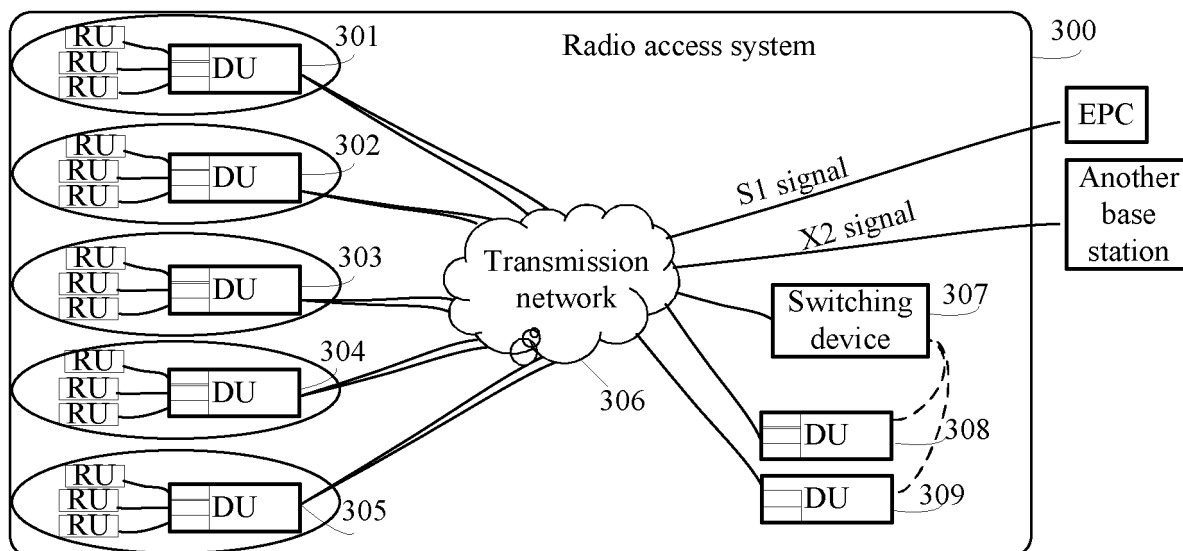 Radio access system
300
RU
RU
RU
DU
301
RU
RU
RU
DU
302
RU
RU
RU
DU
303
RU
RU
RU
DU
304
RU
RU
RU
DU
305
Transmission
network
306
S1 signal
X2 signal
EPC
Another
base
station
Switching
device
307
DU
308
DU
309